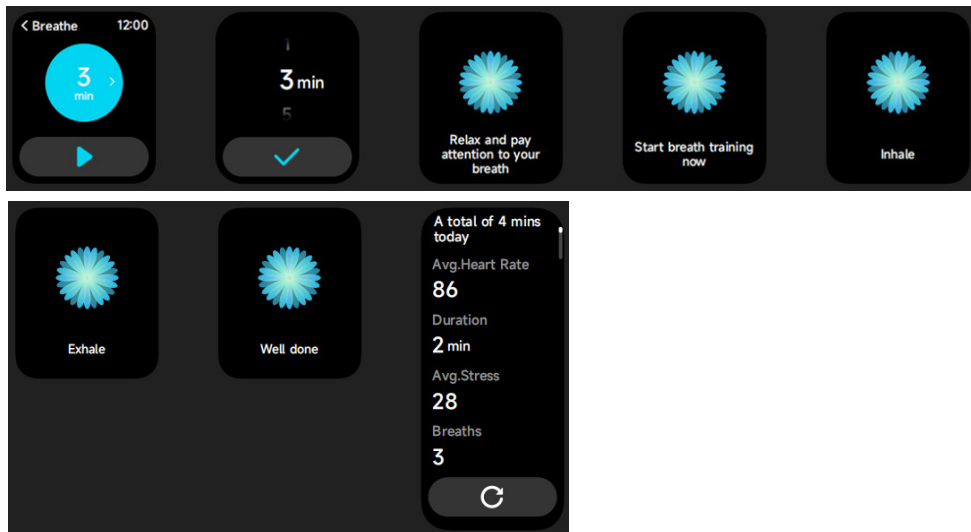 Breathe 12:00
3
min
1
3 min
5
Relax and pay
attention to your
breath
Start breath training
now
Inhale
Exhale
Well done
A total of 4 mins
today
Avg.Heart Rate
86
Duration
2 min
Avg.Stress
28
Breaths
3